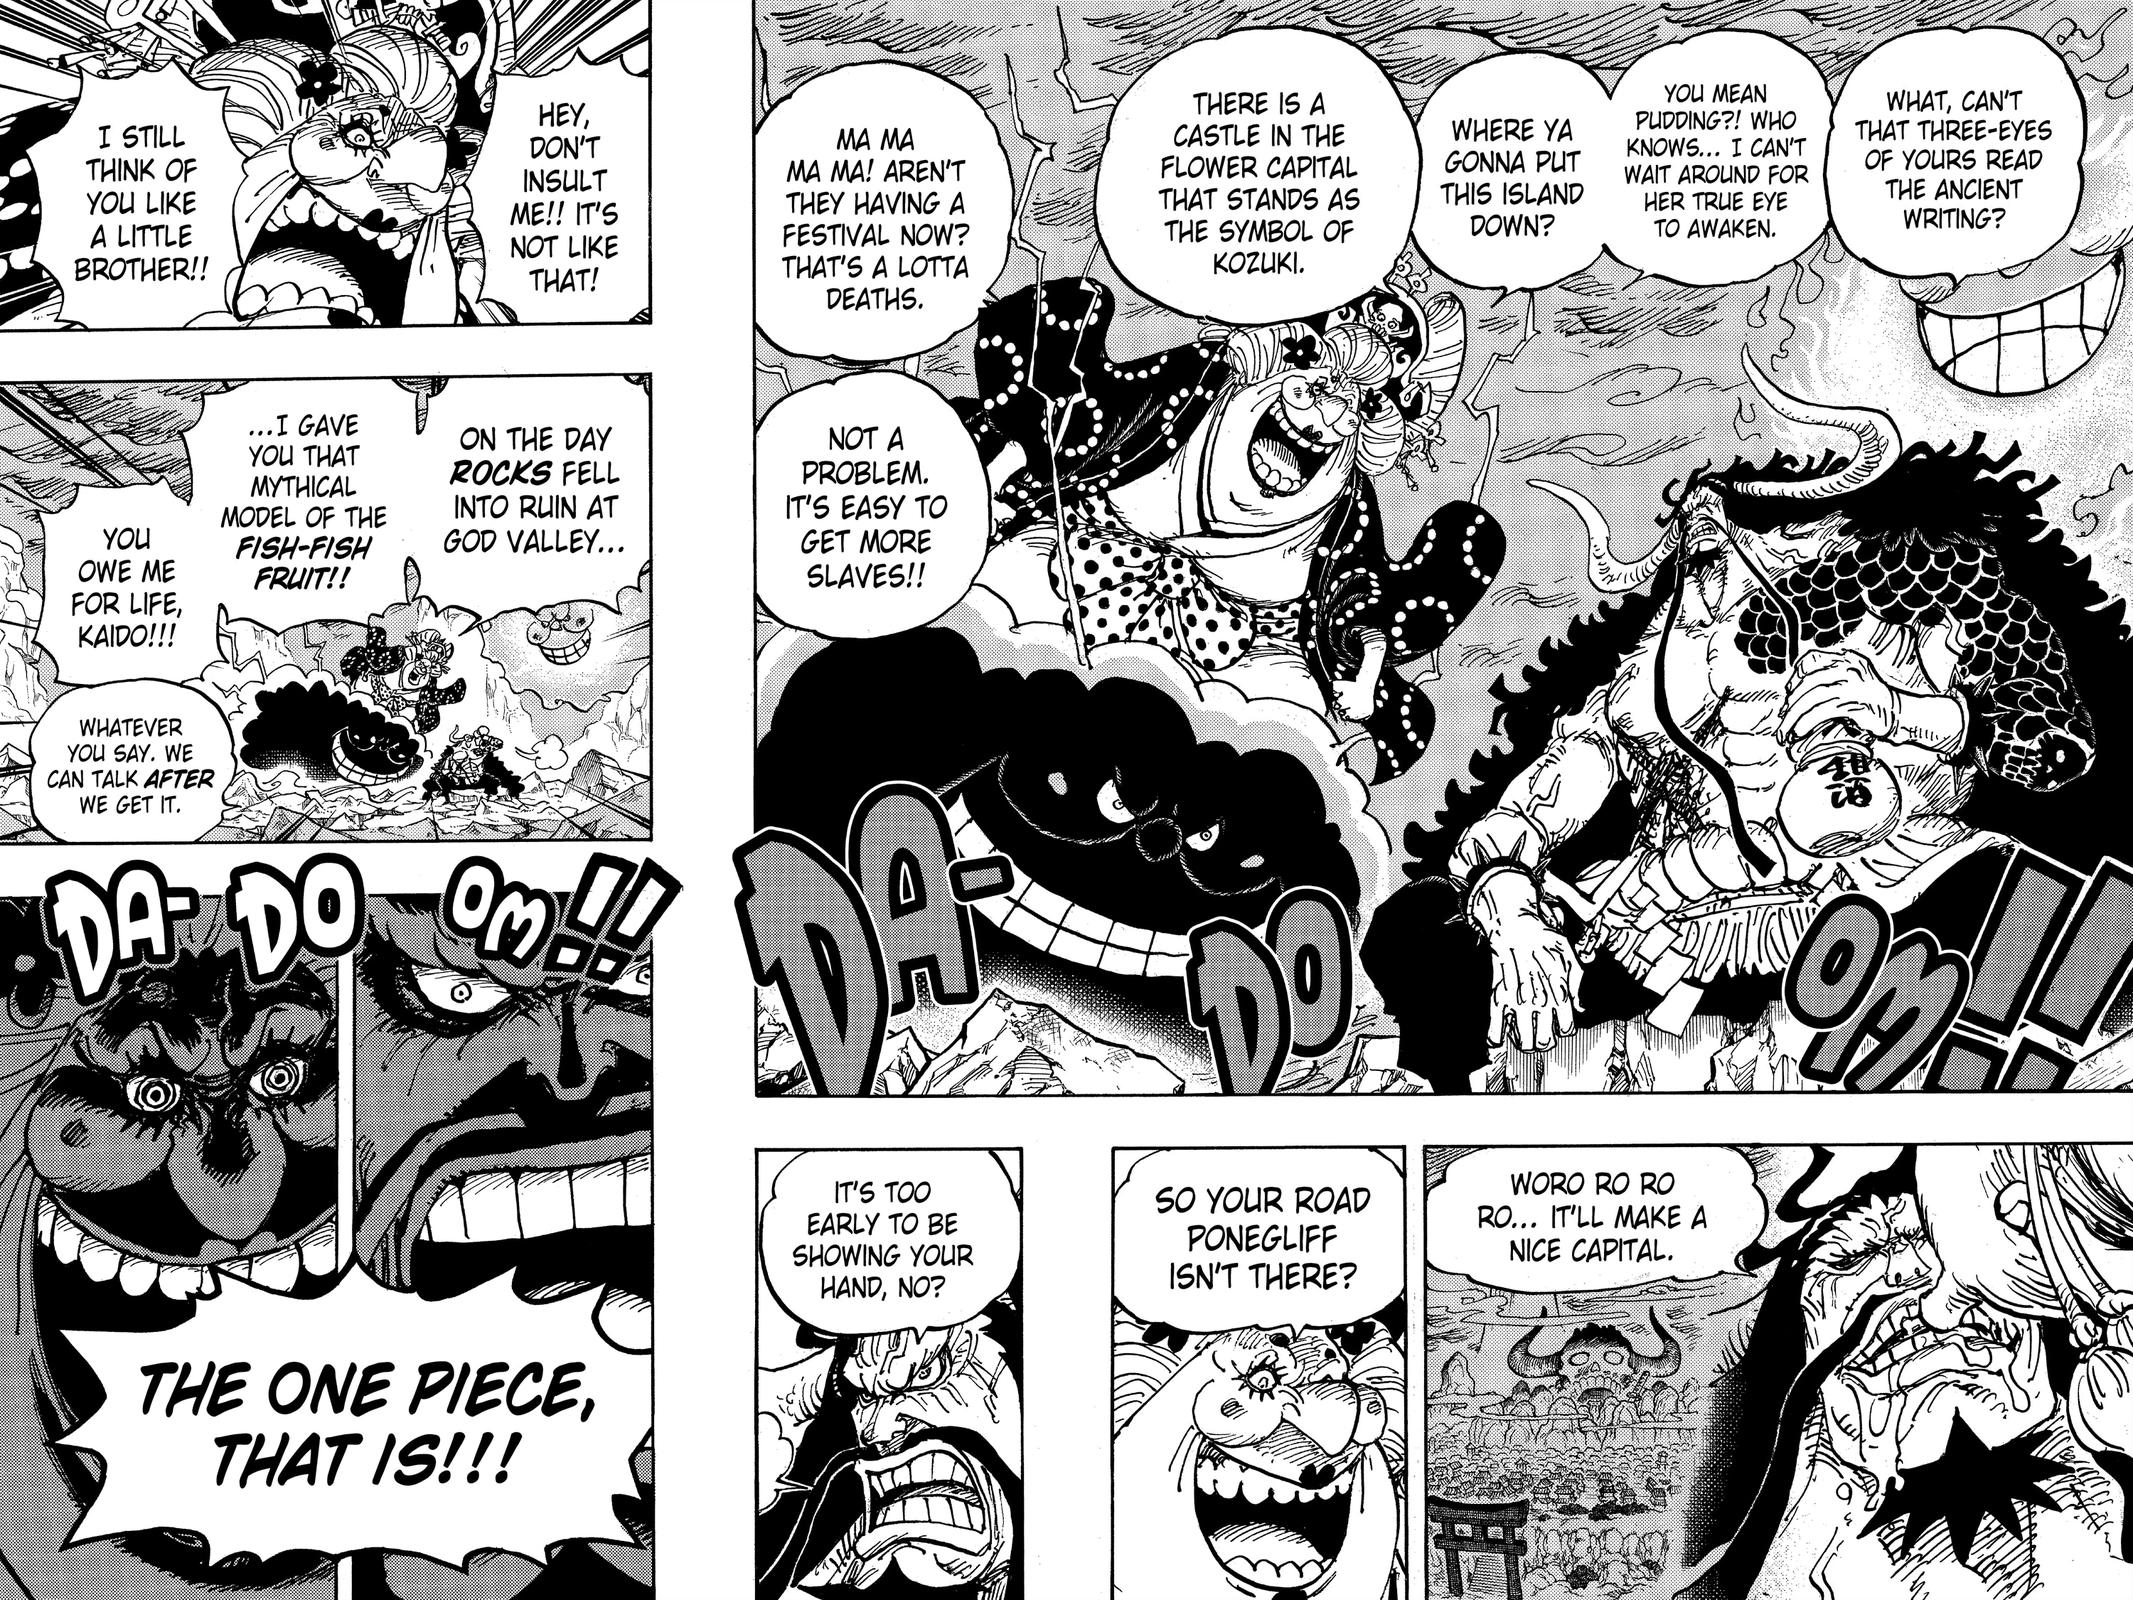 WHAT, CAN'T
THAT THREE-EYES
OF YOURS READ
THE ANCIENT
WRITING?
YOU MEAN
PUDDING?! WHO
KNOWS... I CAN'T
WAIT AROUND FOR
HER TRUE EYE
TO AWAKEN.
WHERE YA
GONNA PUT
THIS ISLAND
DOWN?
THERE IS A
CASTLE IN THE
FLOWER CAPITAL
THAT STANDS AS
THE SYMBOL OF
KOZUKI.
MA MA
MA MA! AREN'T
THEY HAVING A
FESTIVAL NOW?
THAT'S A LOTTA
DEATHS.
NOT A
PROBLEM.
IT'S EASY TO
GET MORE
SLAVES!!
DA-
DO
OM!!
WORO RO RO
RO... IT'LL MAKE A
NICE CAPITAL.
SO YOUR ROAD
PONEGLIFF
ISN'T THERE?
IT'S TOO
EARLY TO BE
SHOWING YOUR
HAND, NO?
HEY,
DON'T
INSULT
ME!! IT'S
NOT LIKE
THAT!
I STILL
THINK OF
YOU LIKE
A LITTLE
BROTHER!!
ON THE DAY
ROCKS FELL
INTO RUIN AT
GOD VALLEY...
...I GAVE
YOU THAT
MYTHICAL
MODEL OF THE
FISH-FISH
FRUIT!!
YOU
OWE ME
FOR LIFE,
KAIDO!!!
WHATEVER
YOU SAY. WE
CAN TALK AFTER
WE GET IT.
DA- DO OM!!
THE ONE PIECE,
THAT IS!!!